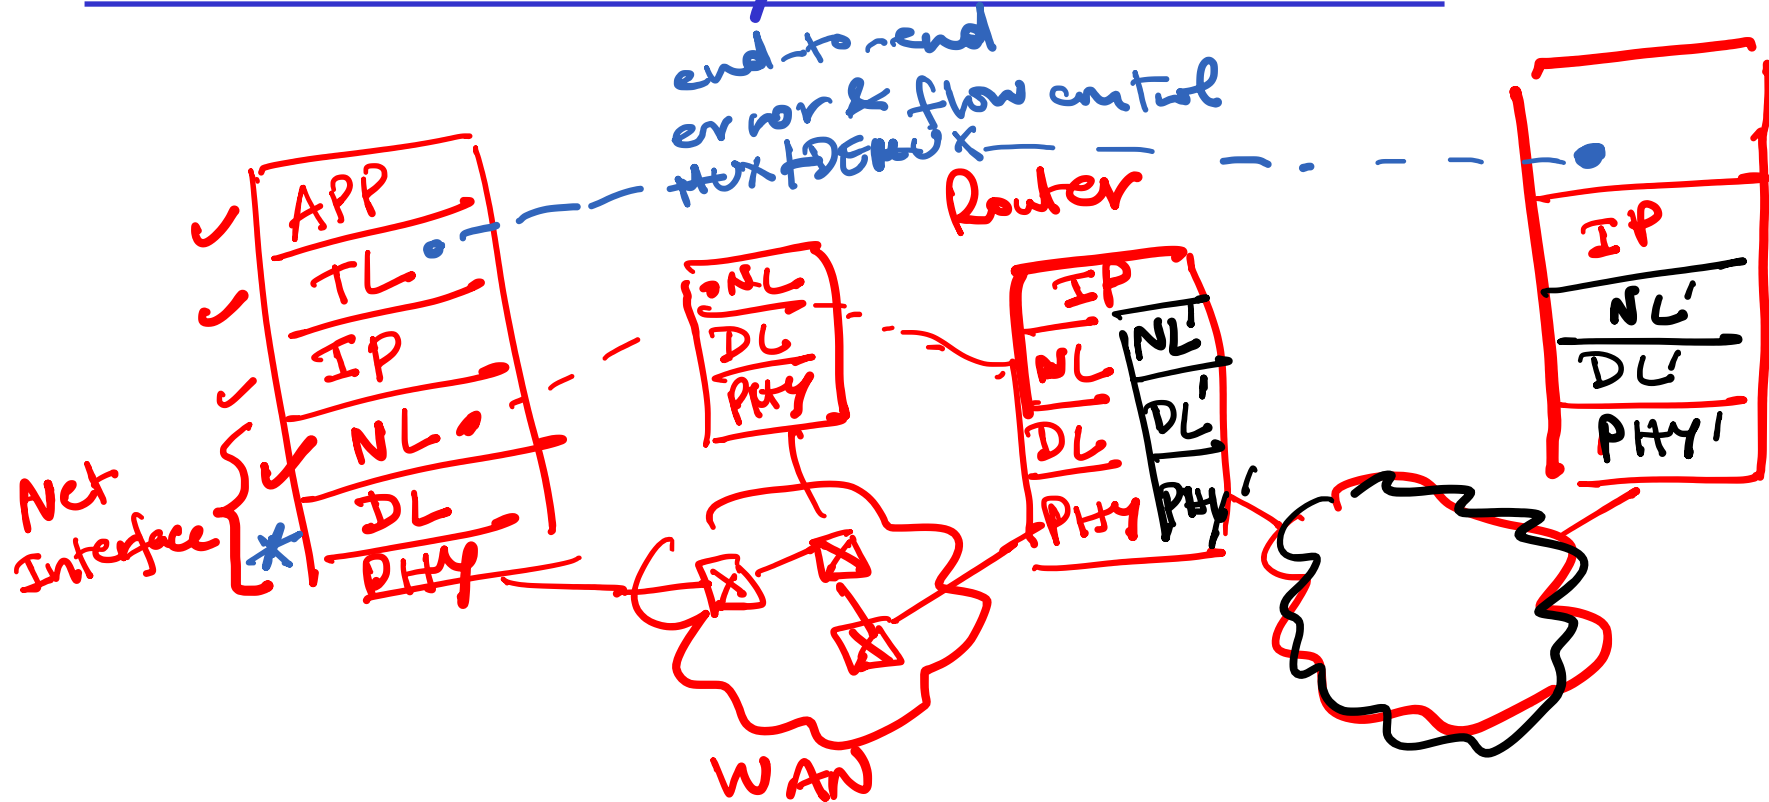 end-to-end
error & flow control
MUX/DEMUX
Router
APP
TL
IP
NL
DL
PHY
Net
Interface
*
NL
DL
PHY
WAN
IP
NL
DL
PHY
NL'
DL'
PHY'
IP
NL'
DL'
PHY'